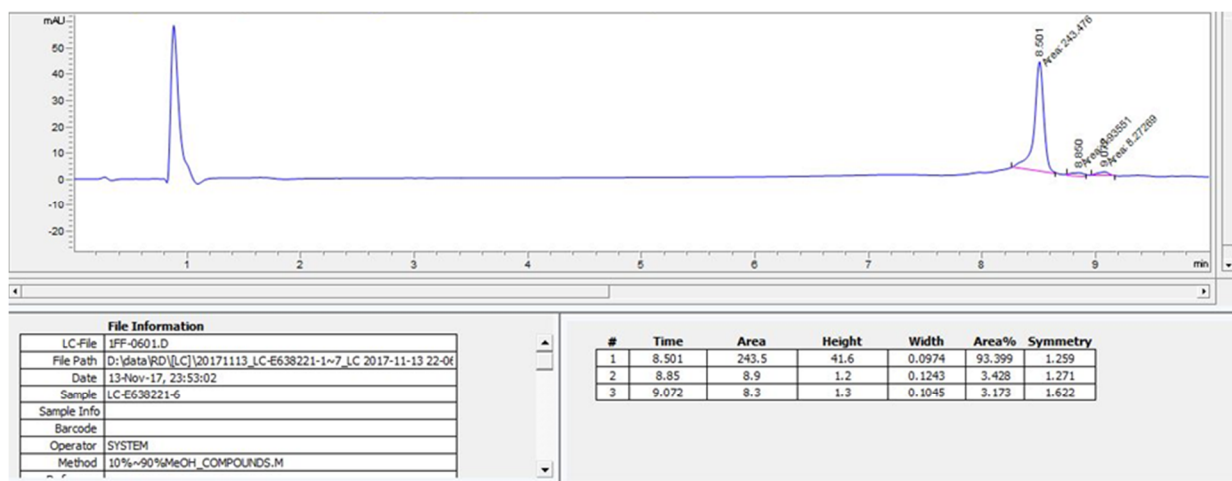 mAU
50
40
30
20
10
0
-10
-20
8.501
Area: 243.476
8.850
9.072
Area: 8.27269
1 2 3 4 5 6 7 8 9 min
File Information
LC-File 1FF-0601.D
File Path D:\data\RD\[LC]\20171113_LC-E638221-1~7_LC 2017-11-13 22-06
Date 13-Nov-17, 23:53:02
Sample LC-E638221-6
Sample Info
Barcode
Operator SYSTEM
Method 10%~90%MeOH_COMPOUNDS.M
# Time Area Height Width Area% Symmetry
1 8.501 243.5 41.6 0.0974 93.399 1.259
2 8.85 8.9 1.2 0.1243 3.428 1.271
3 9.072 8.3 1.3 0.1045 3.173 1.622